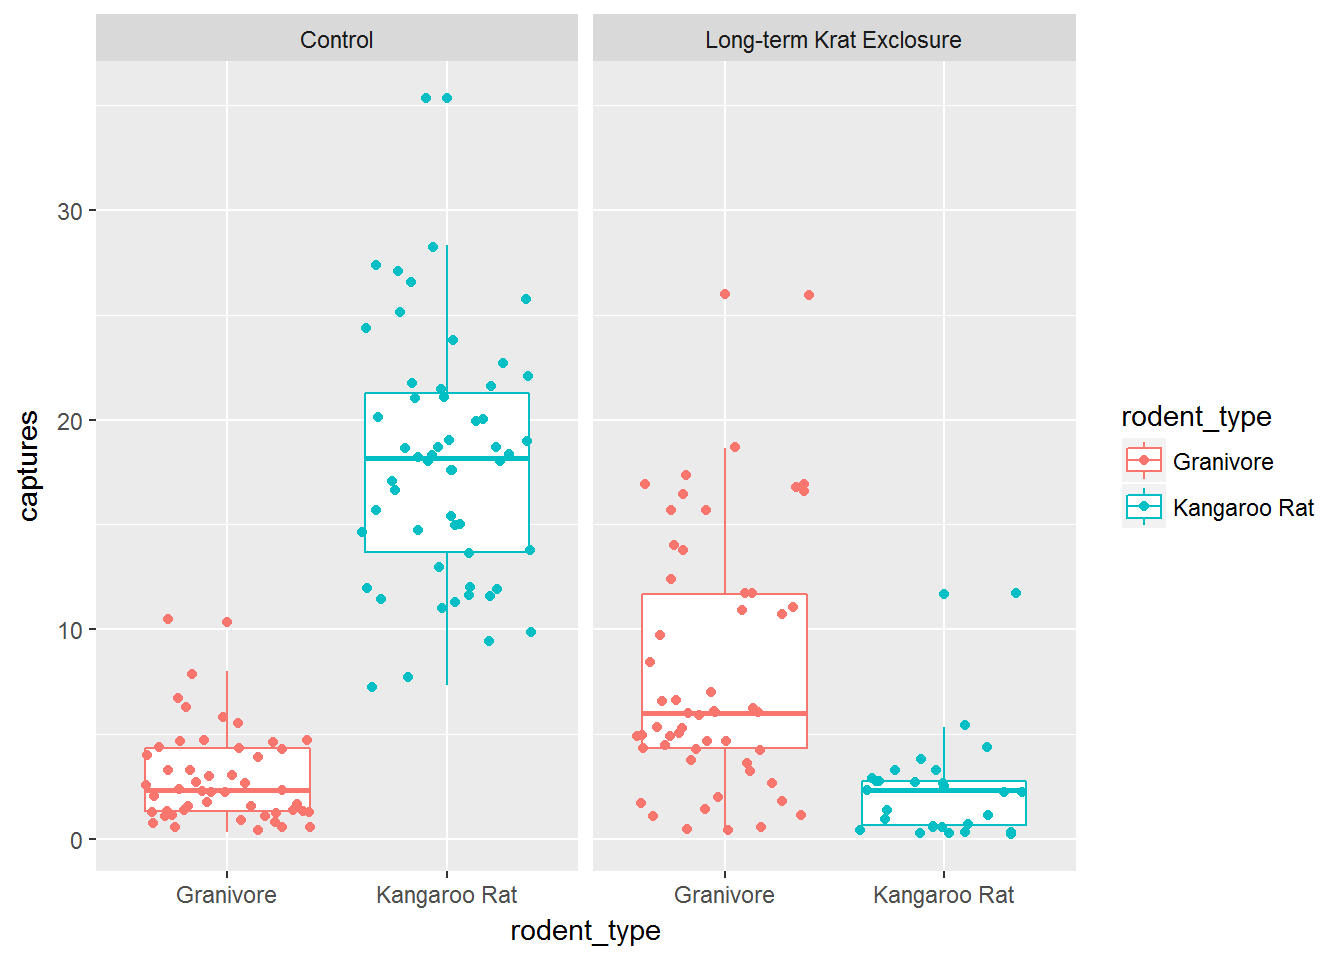 Control
Long-term Krat Exclosure
captures
30
20
10
0
Granivore
Kangaroo Rat
Granivore
Kangaroo Rat
rodent_type
rodent_type
Granivore
Kangaroo Rat